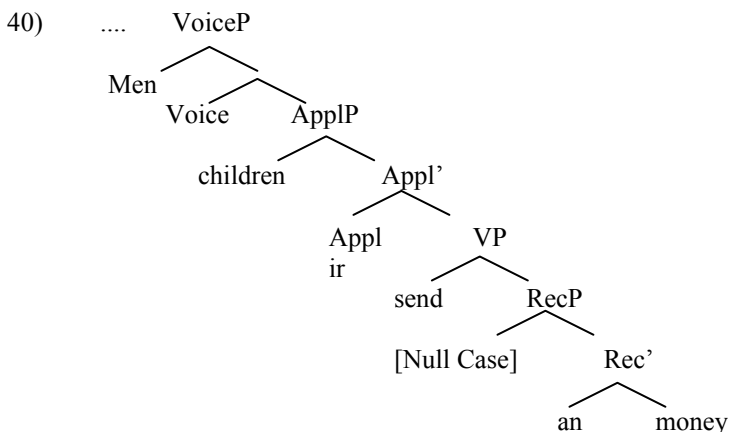 40) .... VoiceP
Men
Voice ApplP
children Appl’
Appl VP
ir
send RecP
[Null Case] Rec’
an money